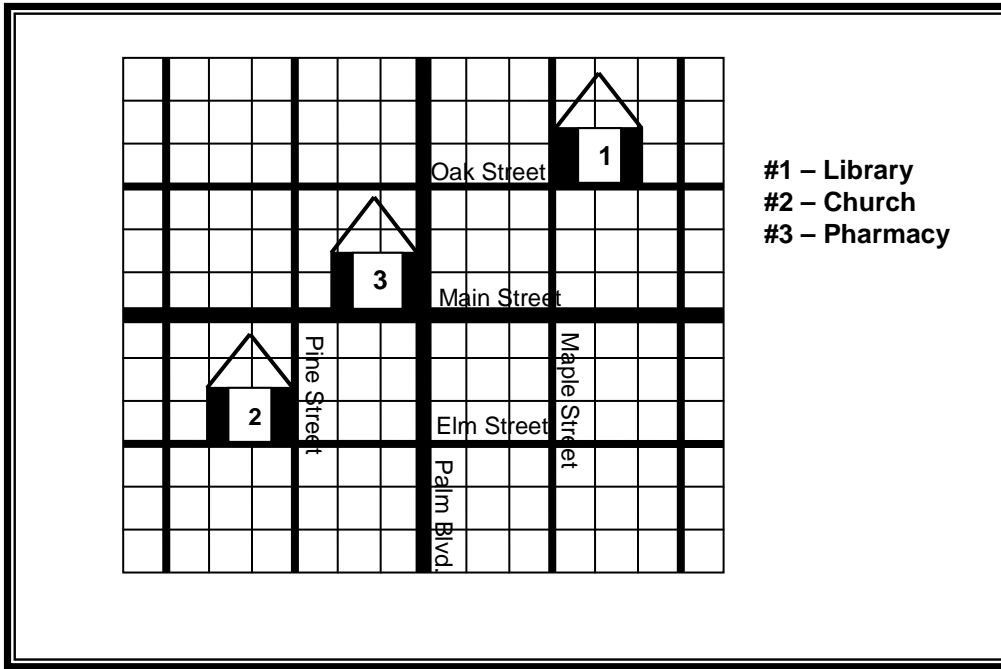 1
Oak Street
#1 – Library
#2 – Church
#3 – Pharmacy
3
Main Street
Pine Street
Maple Street
2
Elm Street
Palm Blvd.